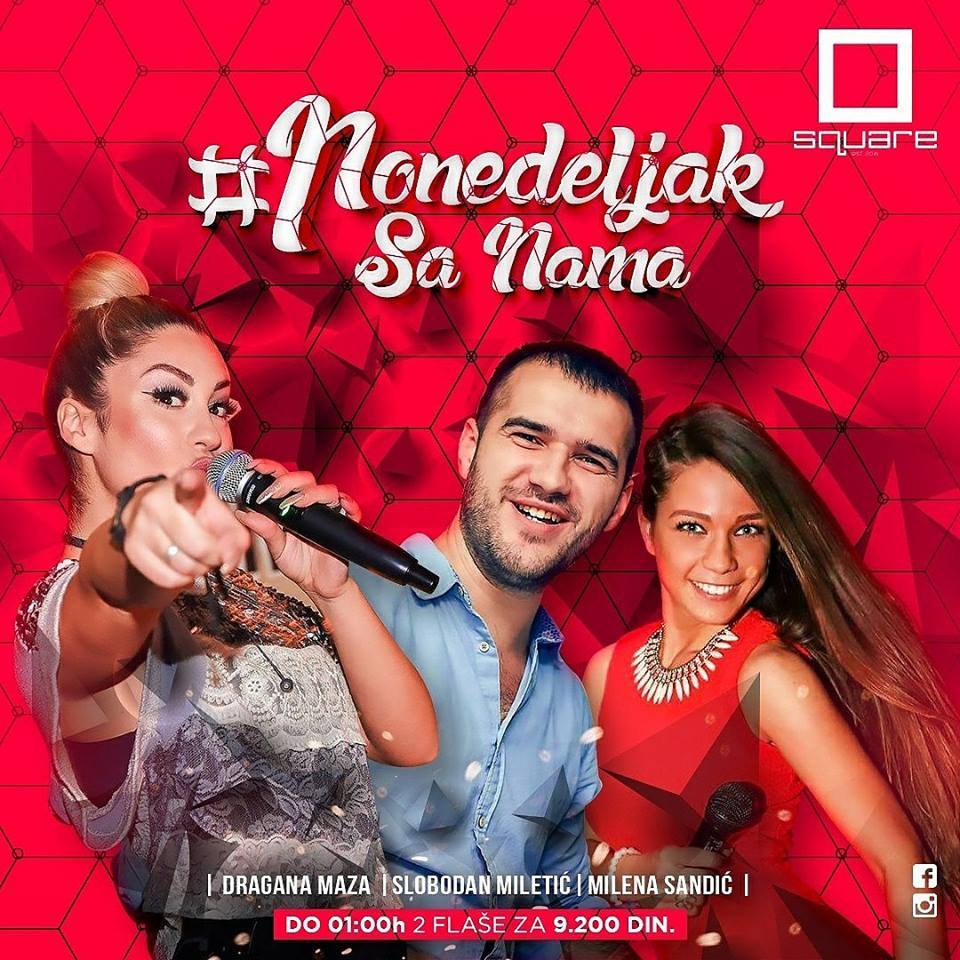 square
#Nonedeljak
Sa Nama
| DRAGANA MAZA | SLOBODAN MILETIĆ | MILENA SANDIĆ |
DO 01:00h 2 FLAŠE ZA 9.200 DIN.